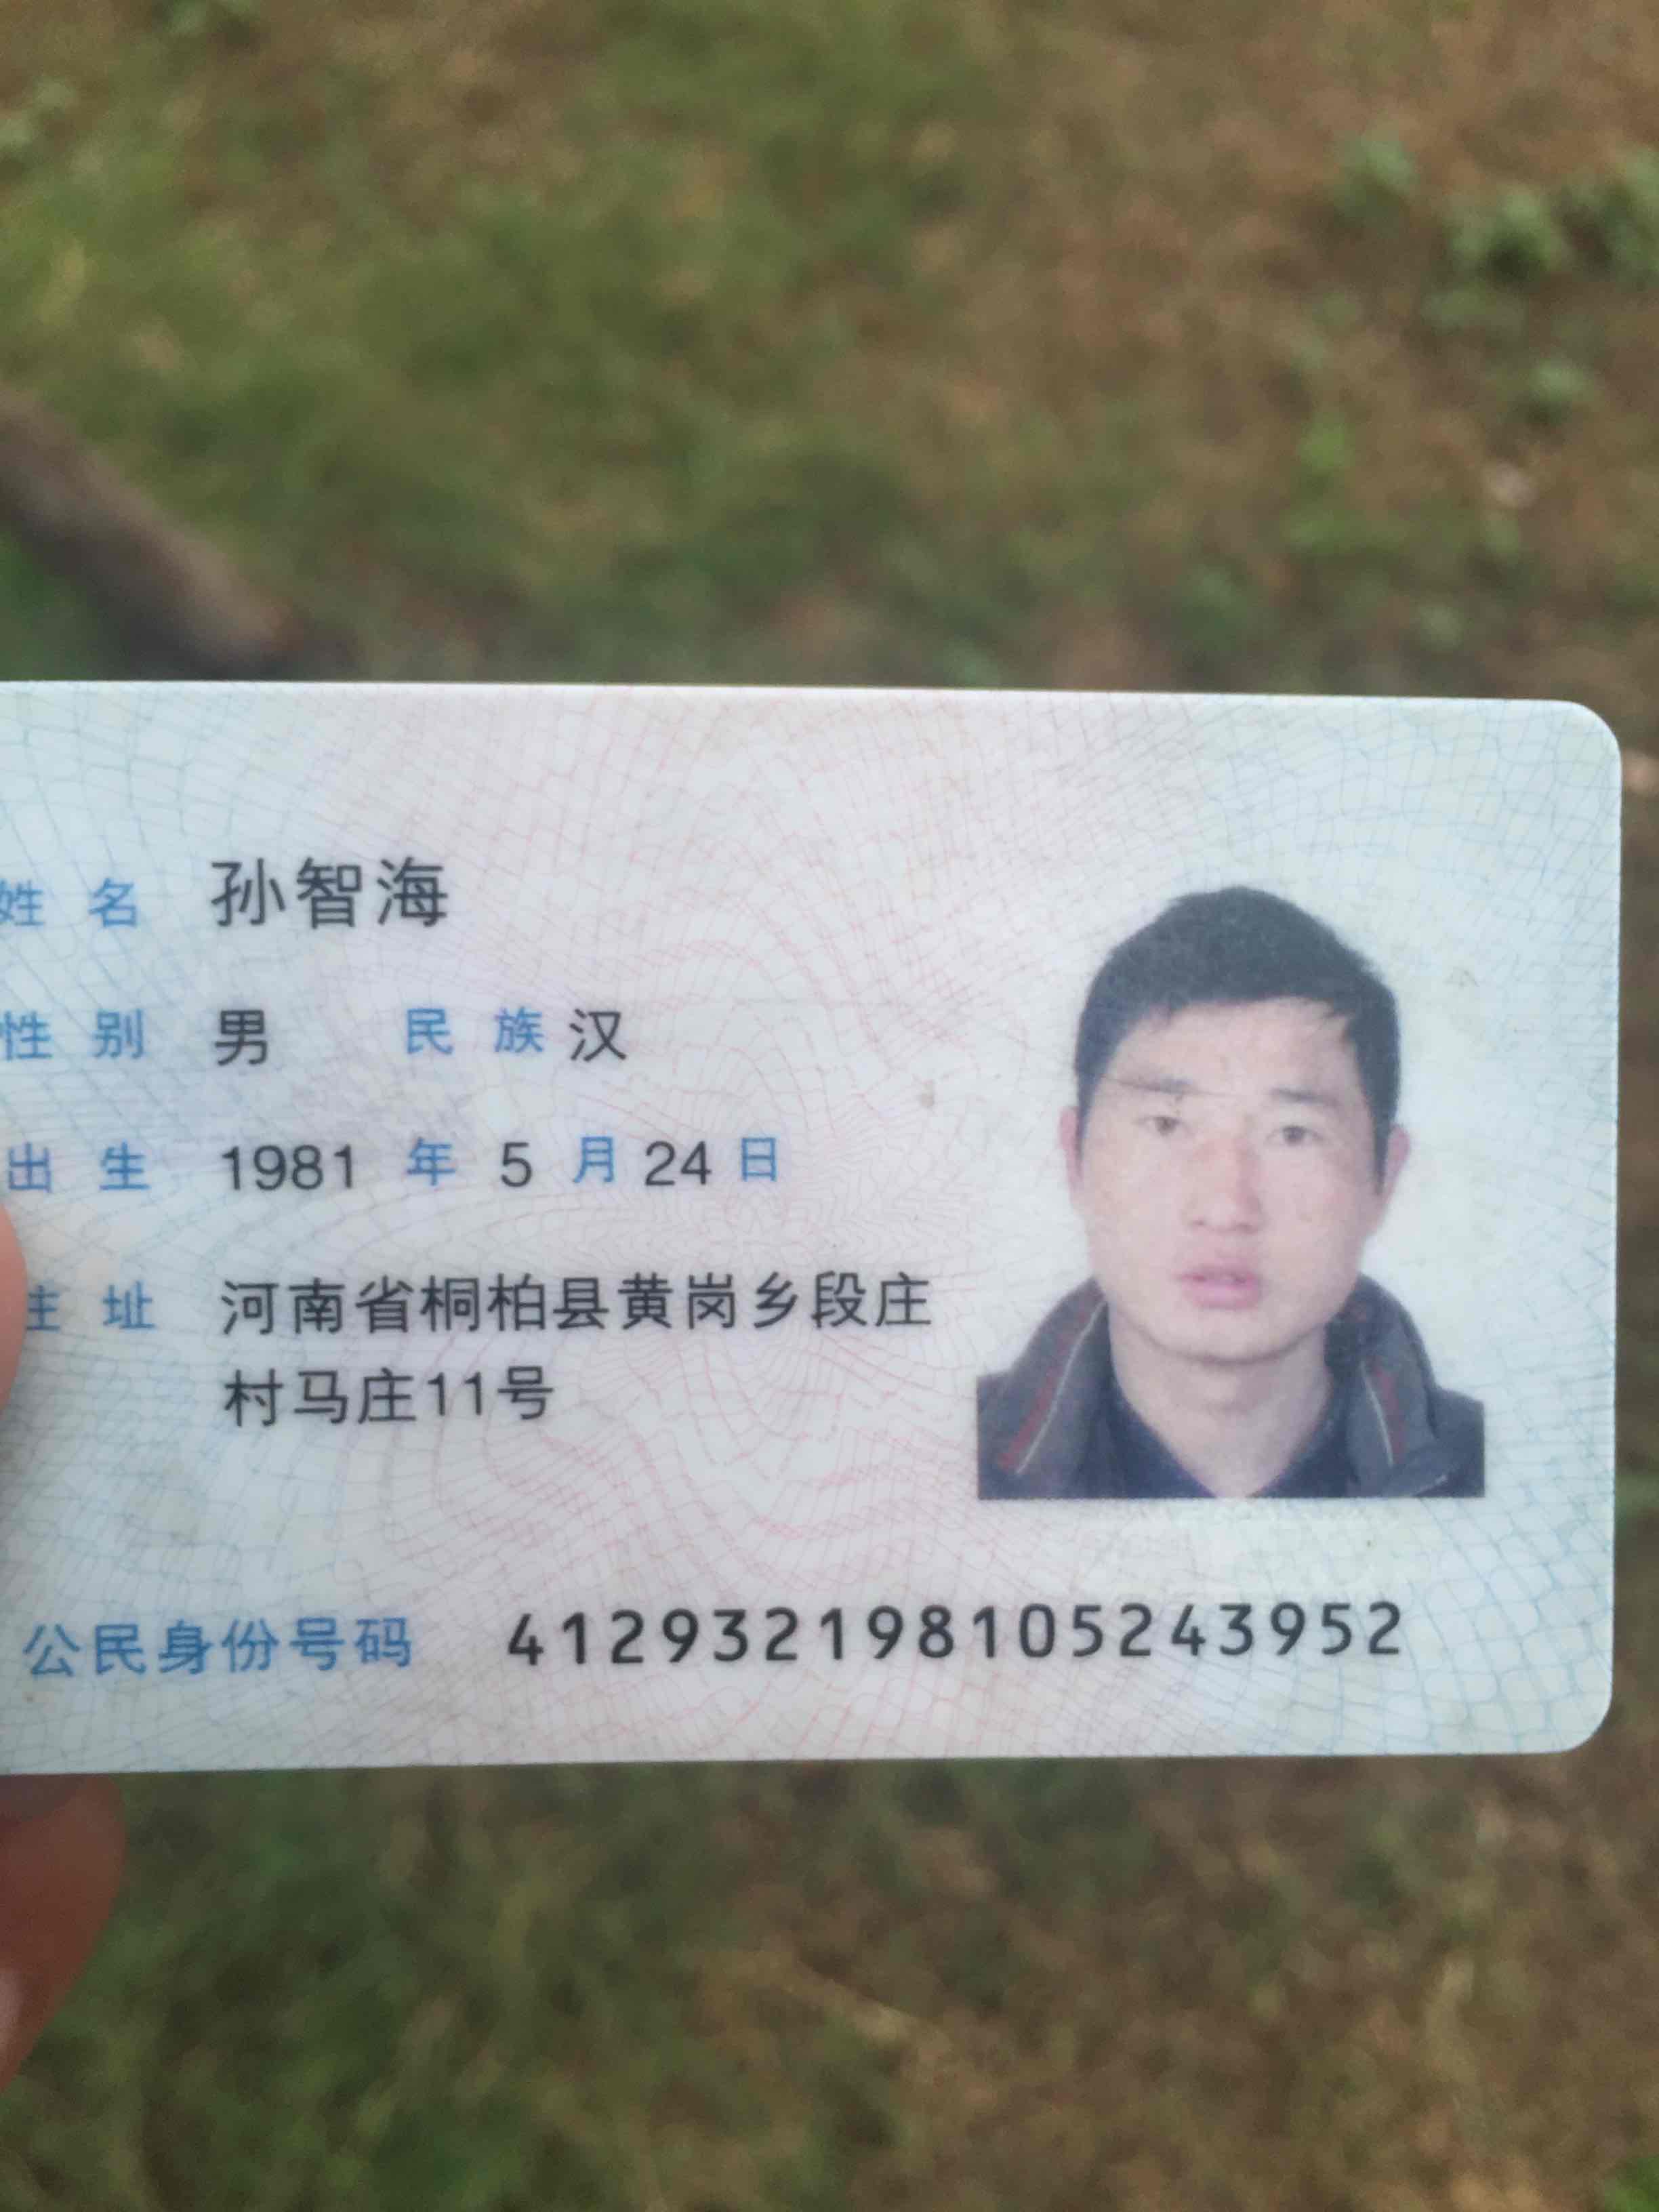 姓名 孙智海
性别 男 民族 汉
出生 1981 年 5 月 24 日
住址 河南省桐柏县黄岗乡段庄
村马庄11号
公民身份号码 412932198105243952